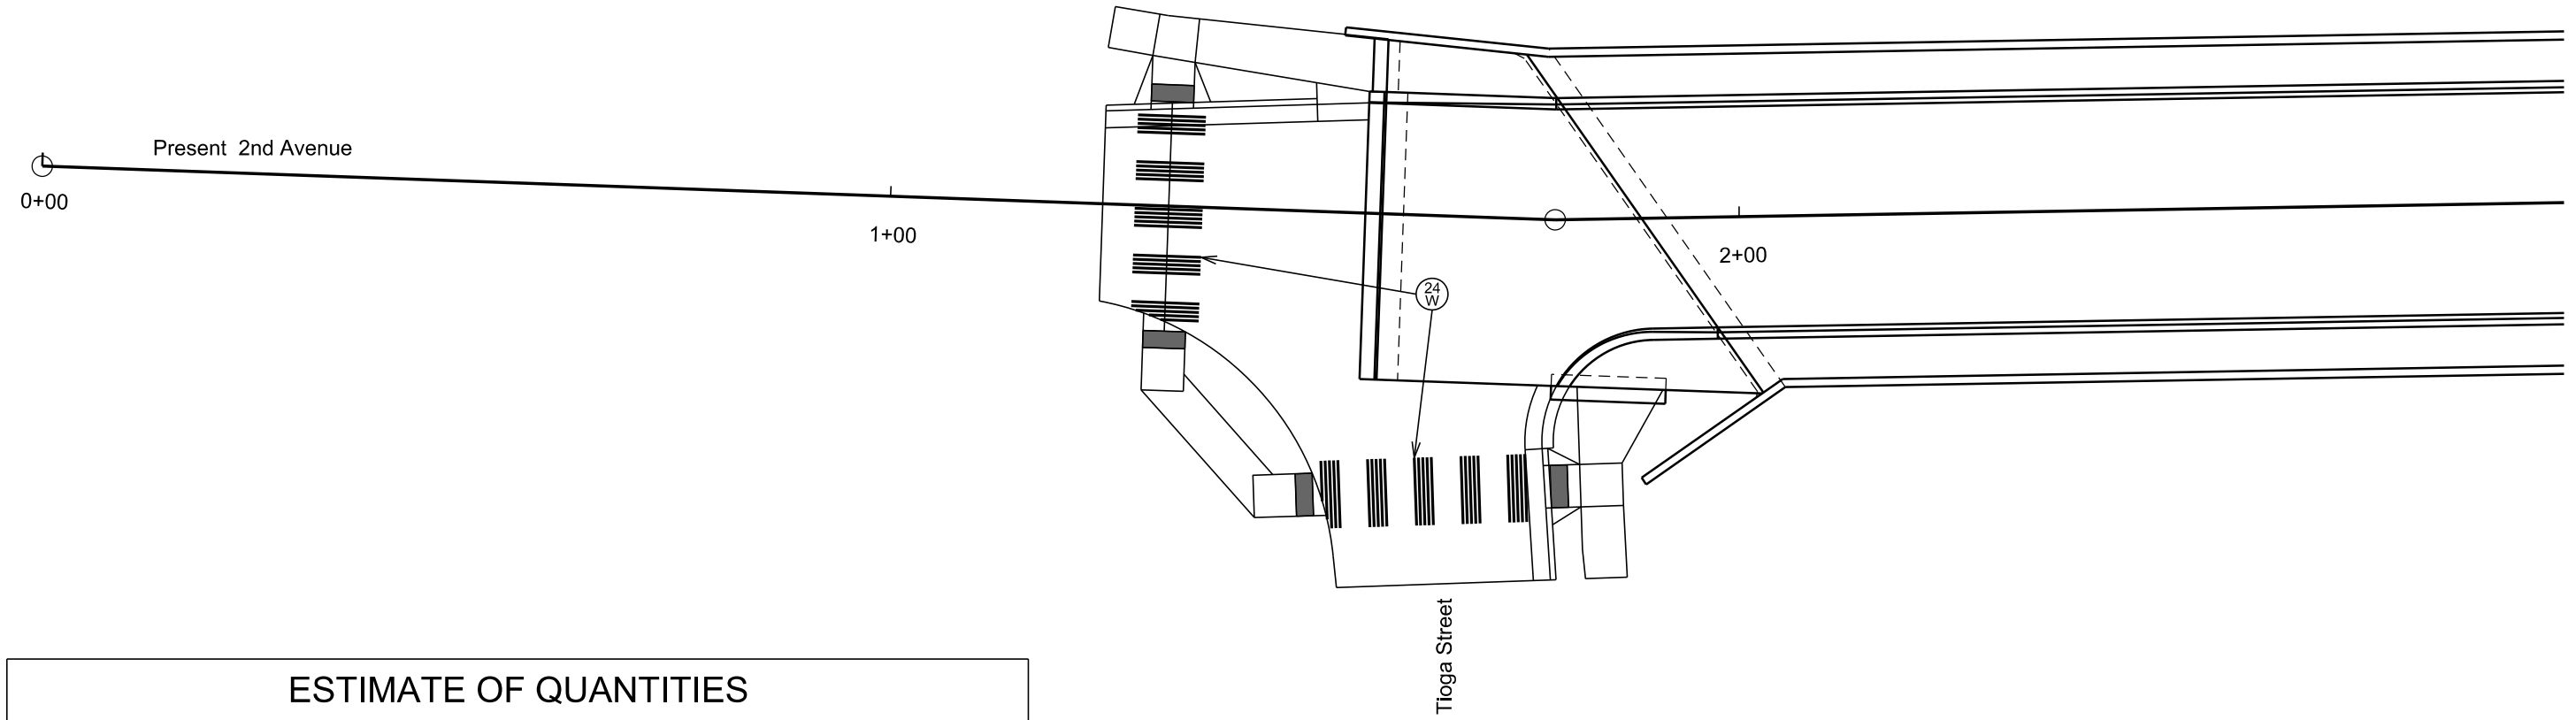 Present 2nd Avenue
0+00
1+00
2+00
24
W
Tioga Street
ESTIMATE OF QUANTITIES